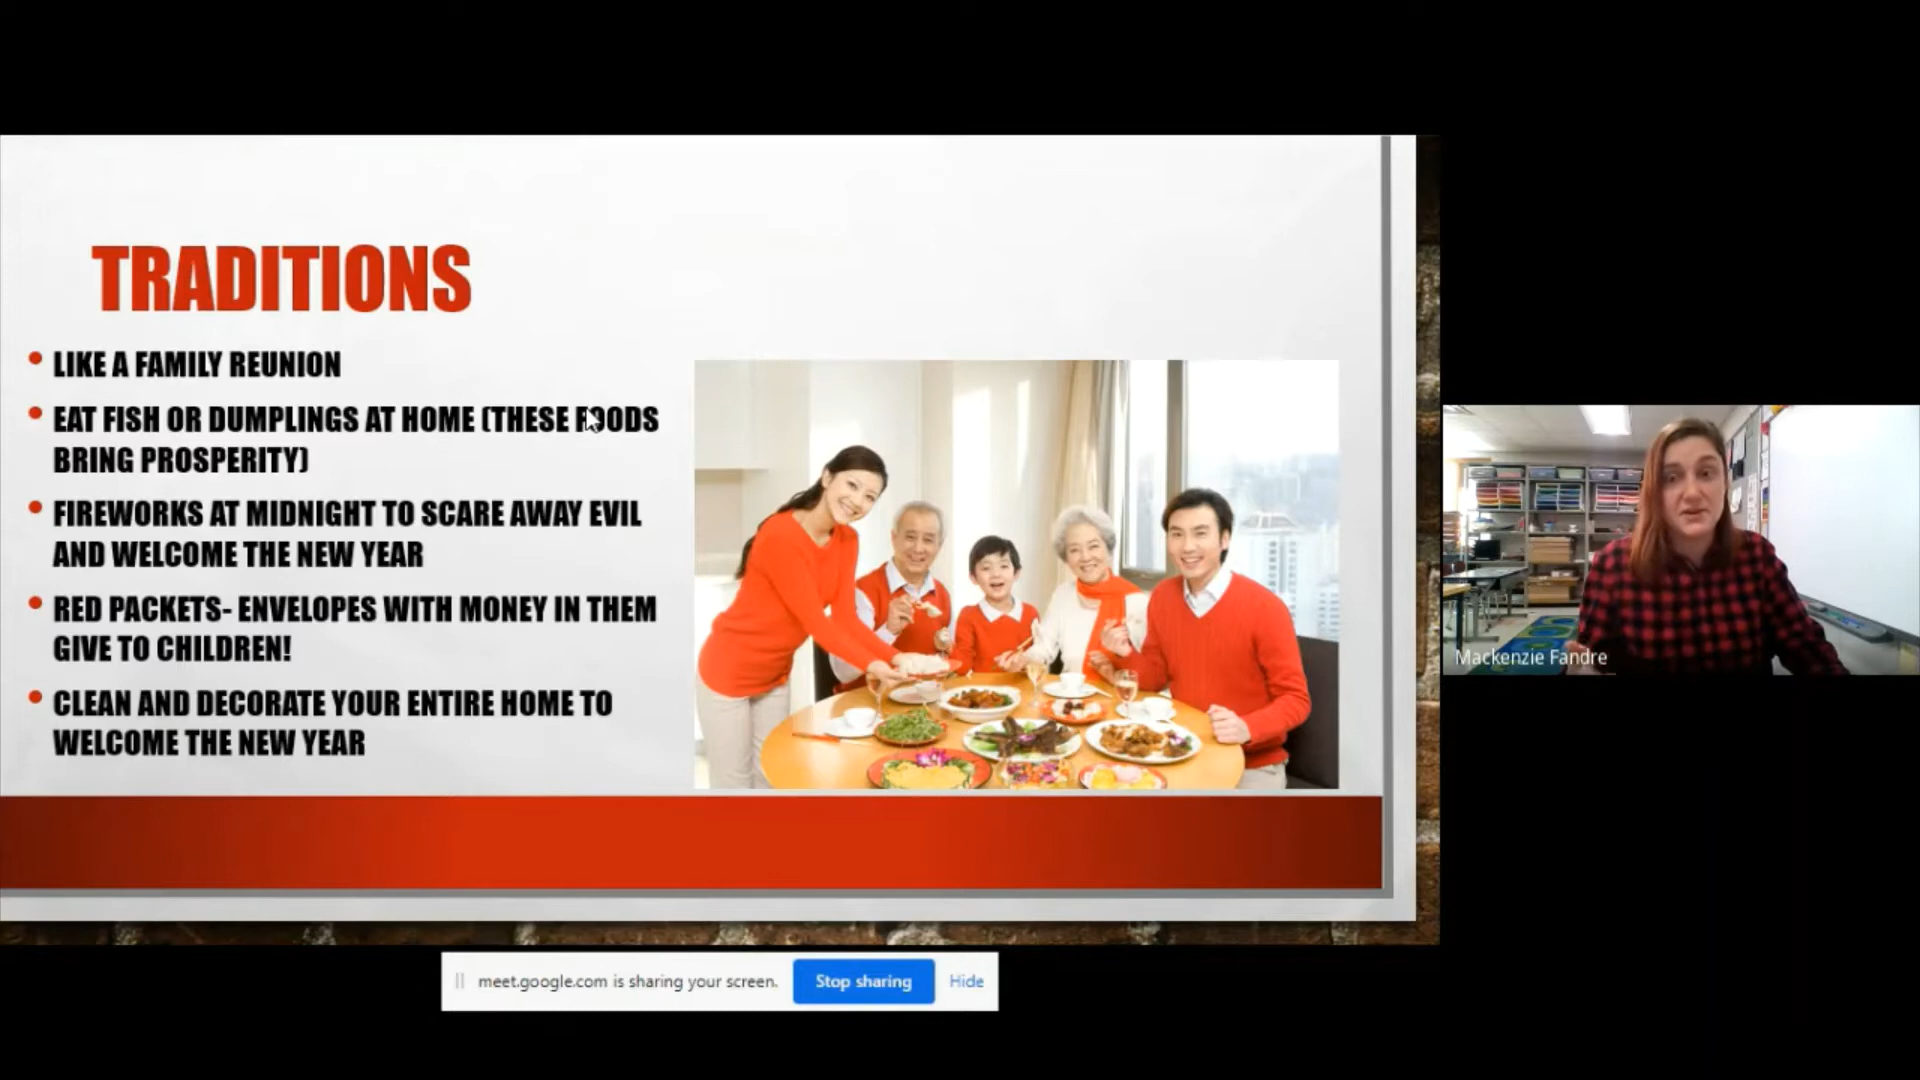 TRADITIONS
• LIKE A FAMILY REUNION
• EAT FISH OR DUMPLINGS AT HOME (THESE FOODS
BRING PROSPERITY)
• FIREWORKS AT MIDNIGHT TO SCARE AWAY EVIL
AND WELCOME THE NEW YEAR
• RED PACKETS- ENVELOPES WITH MONEY IN THEM
GIVE TO CHILDREN!
• CLEAN AND DECORATE YOUR ENTIRE HOME TO
WELCOME THE NEW YEAR
Mackenzie Fandre
meet.google.com is sharing your screen. Stop sharing Hide